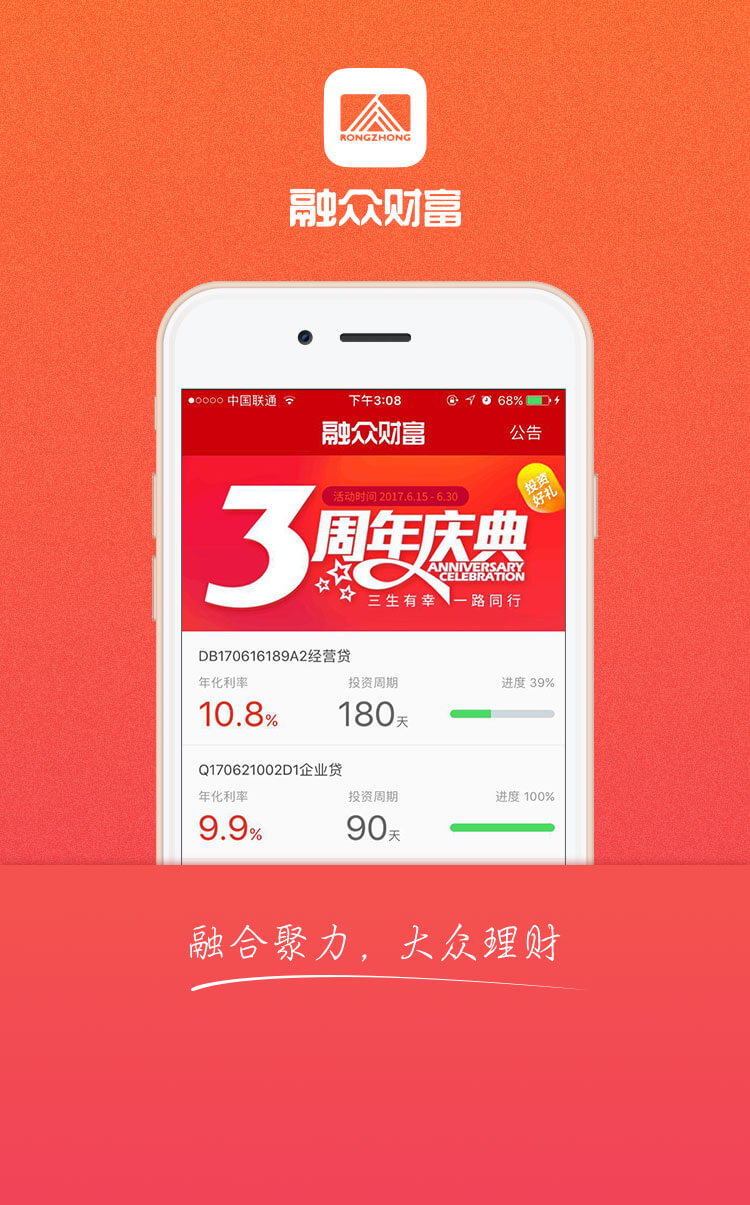 RONGZHONG
融众财富
中国联通 下午3:08 68%
融众财富 公告
活动时间 2017.6.15 - 6.30
投资
好礼
3周年庆典
ANNIVERSARY
CELEBRATION
三生有幸 一路同行
DB170616189A2经营贷
年化利率 投资周期 进度 39%
10.8% 180天
Q170621002D1企业贷
年化利率 投资周期 进度 100%
9.9% 90天
融合聚力，大众理财